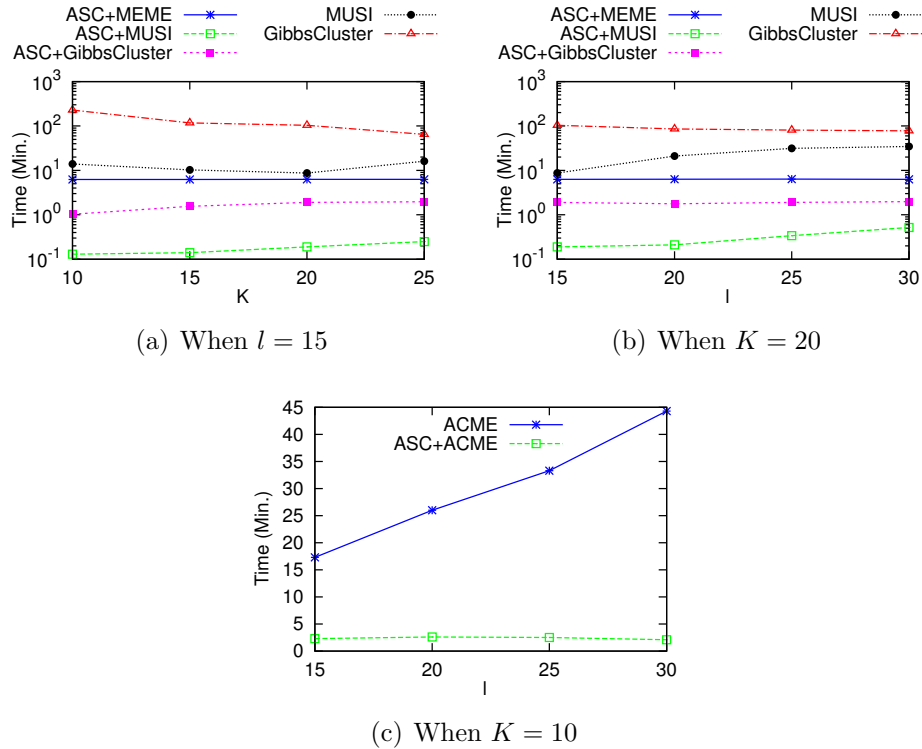 ASC+MEME
ASC+MUSI
ASC+GibbsCluster
MUSI
GibbsCluster
10^3
10^2
10^1
10^0
10^-1
Time (Min.)
10 15 20 25
K
(a) When l = 15
ASC+MEME
ASC+MUSI
ASC+GibbsCluster
MUSI
GibbsCluster
10^3
10^2
10^1
10^0
10^-1
Time (Min.)
15 20 25 30
l
(b) When K = 20
ACME
ASC+ACME
45
40
35
30
25
20
15
10
5
0
Time (Min.)
15 20 25 30
l
(c) When K = 10